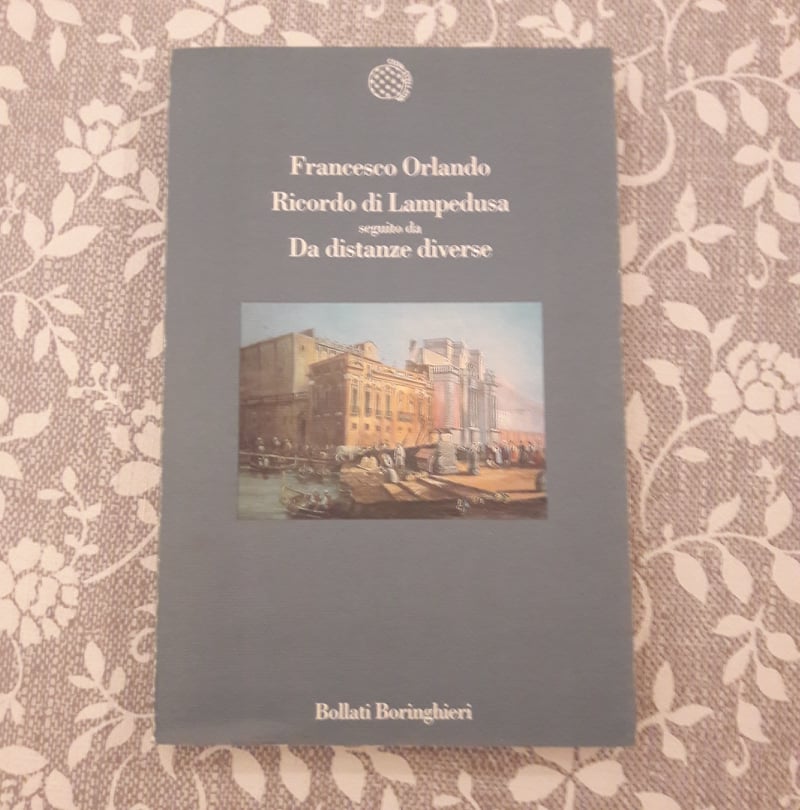 Francesco Orlando
Ricordo di Lampedusa
seguito da
Da distanze diverse
Bollati Boringhieri